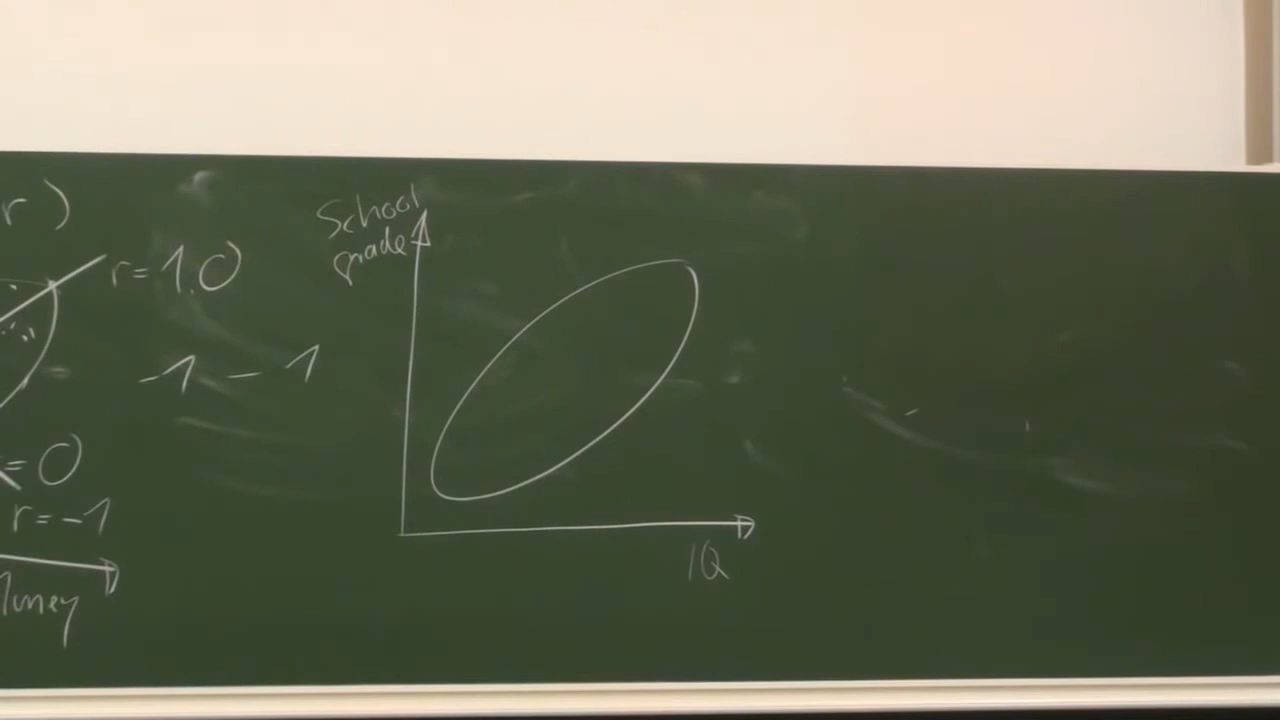 r)
r=1.0
-1 - 1
=0
r=-1
Money
School
grade
IQ